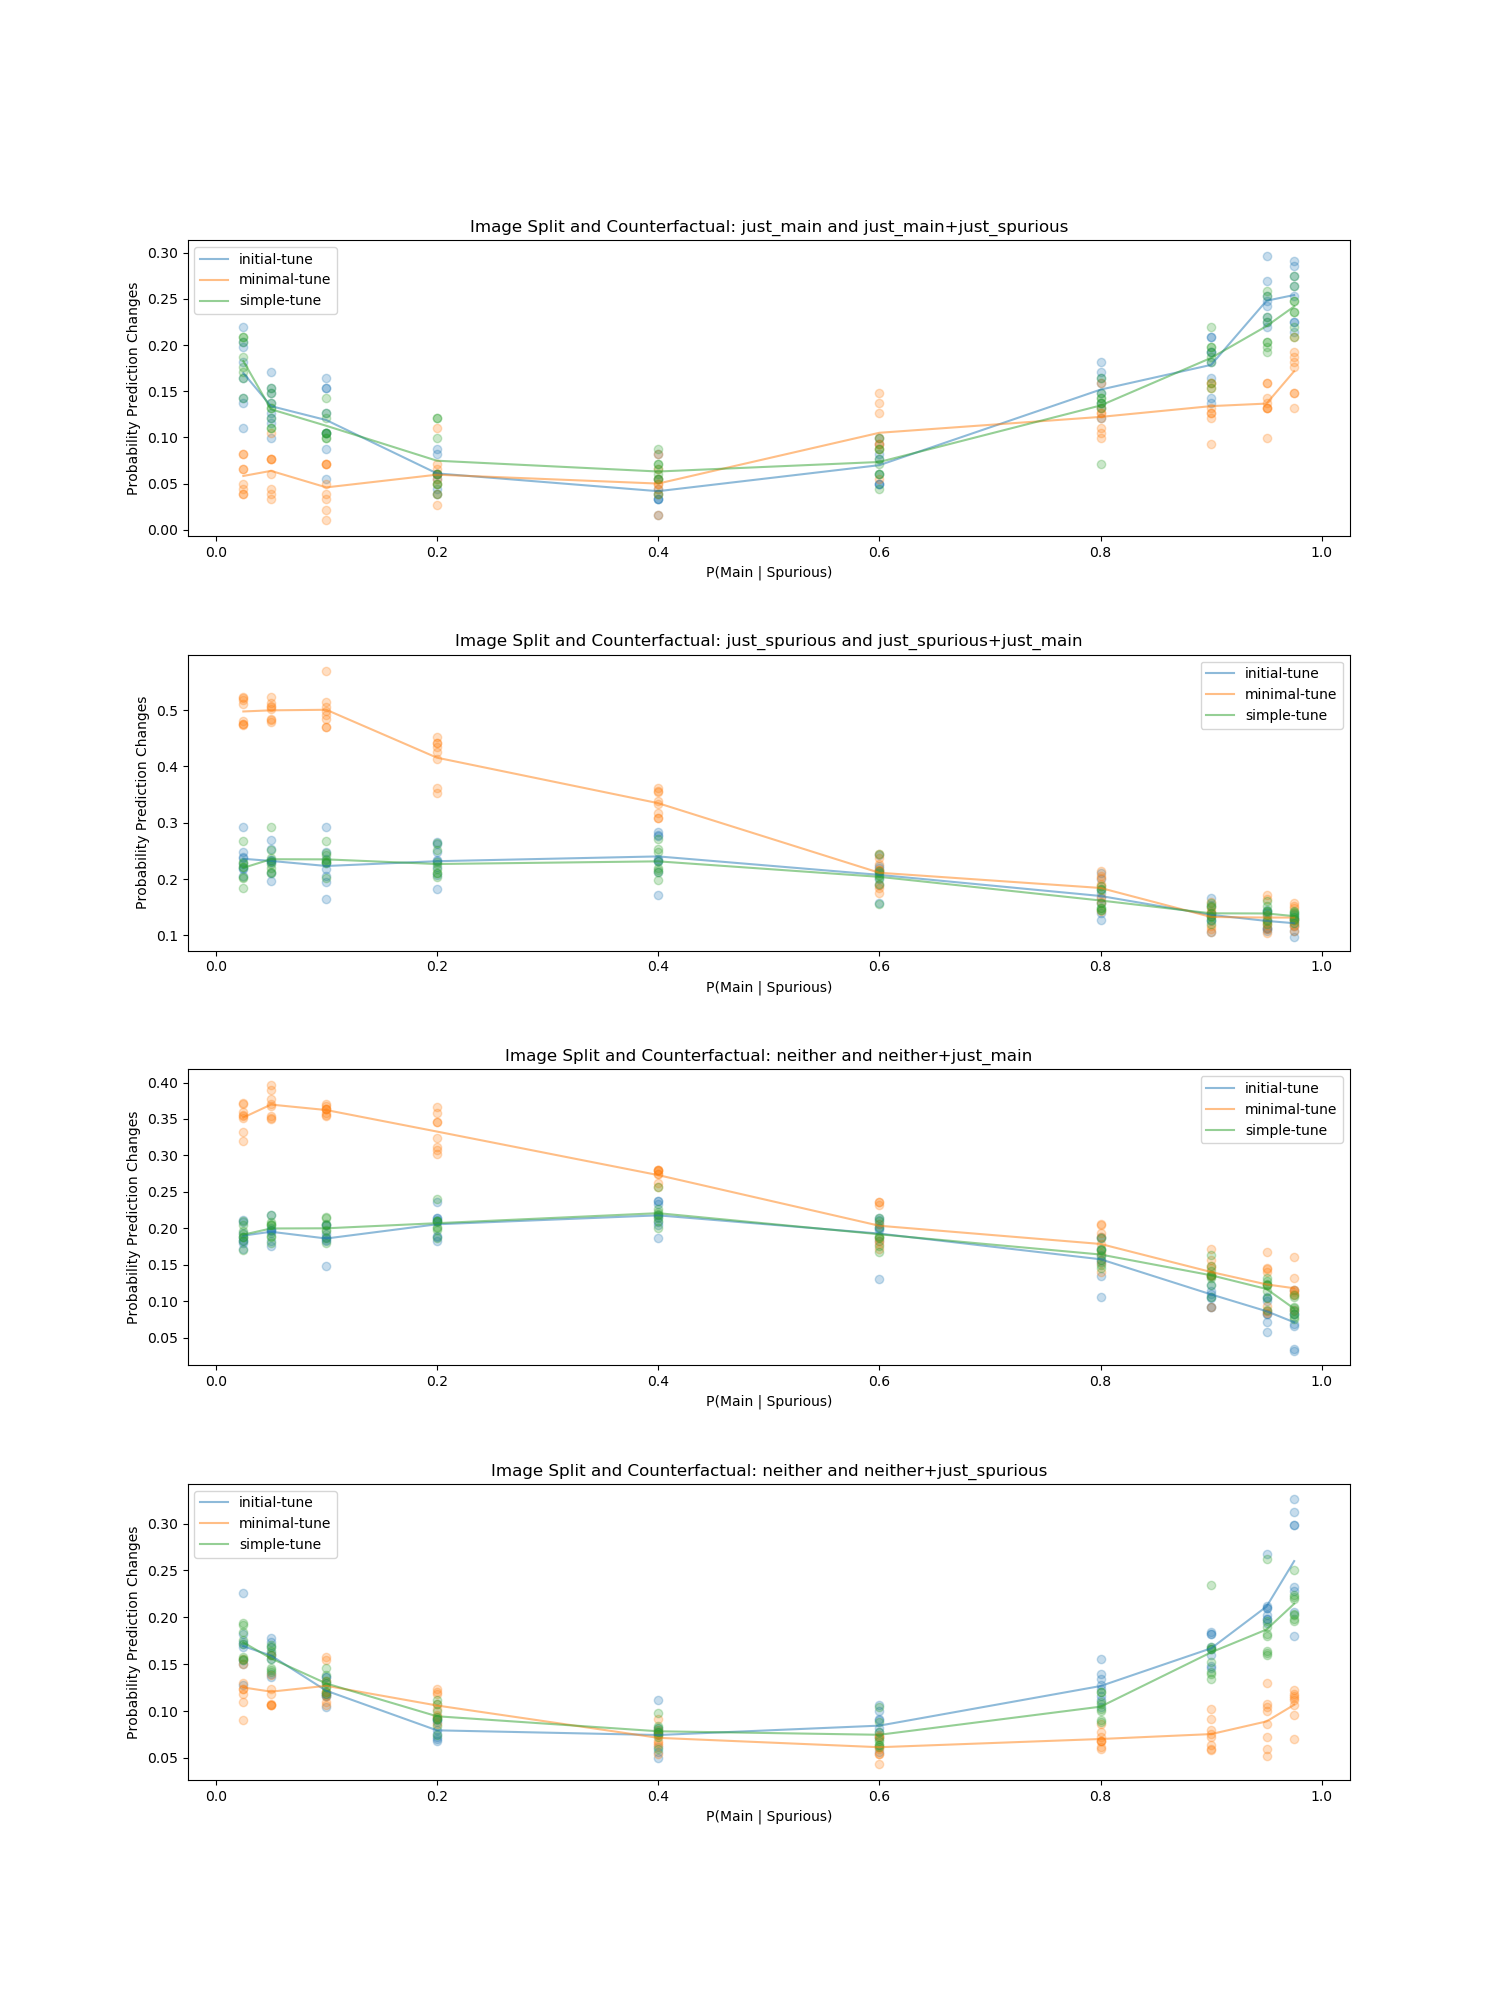 Image Split and Counterfactual: just_main and just_main+just_spurious
0.30
0.25
0.20
0.15
0.10
0.05
0.00
Probability Prediction Changes
initial-tune
minimal-tune
simple-tune
0.0 0.2 0.4 0.6 0.8 1.0
P(Main | Spurious)
Image Split and Counterfactual: just_spurious and just_spurious+just_main
0.5
0.4
0.3
0.2
0.1
Probability Prediction Changes
initial-tune
minimal-tune
simple-tune
0.0 0.2 0.4 0.6 0.8 1.0
P(Main | Spurious)
Image Split and Counterfactual: neither and neither+just_main
0.40
0.35
0.30
0.25
0.20
0.15
0.10
0.05
Probability Prediction Changes
initial-tune
minimal-tune
simple-tune
0.0 0.2 0.4 0.6 0.8 1.0
P(Main | Spurious)
Image Split and Counterfactual: neither and neither+just_spurious
0.30
0.25
0.20
0.15
0.10
0.05
Probability Prediction Changes
initial-tune
minimal-tune
simple-tune
0.0 0.2 0.4 0.6 0.8 1.0
P(Main | Spurious)